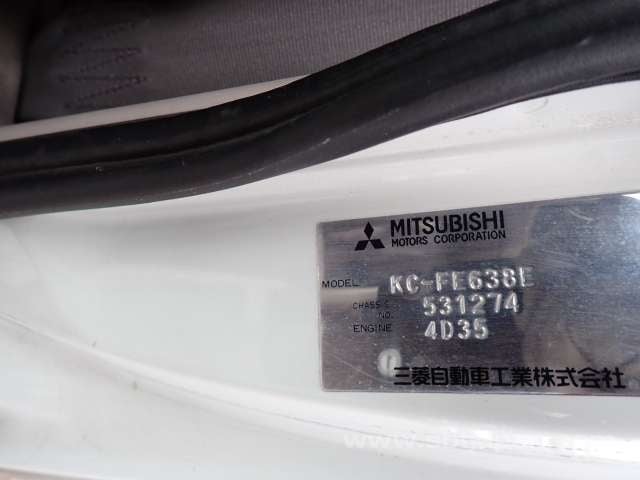 MITSUBISHI
MOTORS CORPORATION
MODEL KC-FE638E
CHASSIS NO. 531274
ENGINE 4D35
三菱自動車工業株式会社